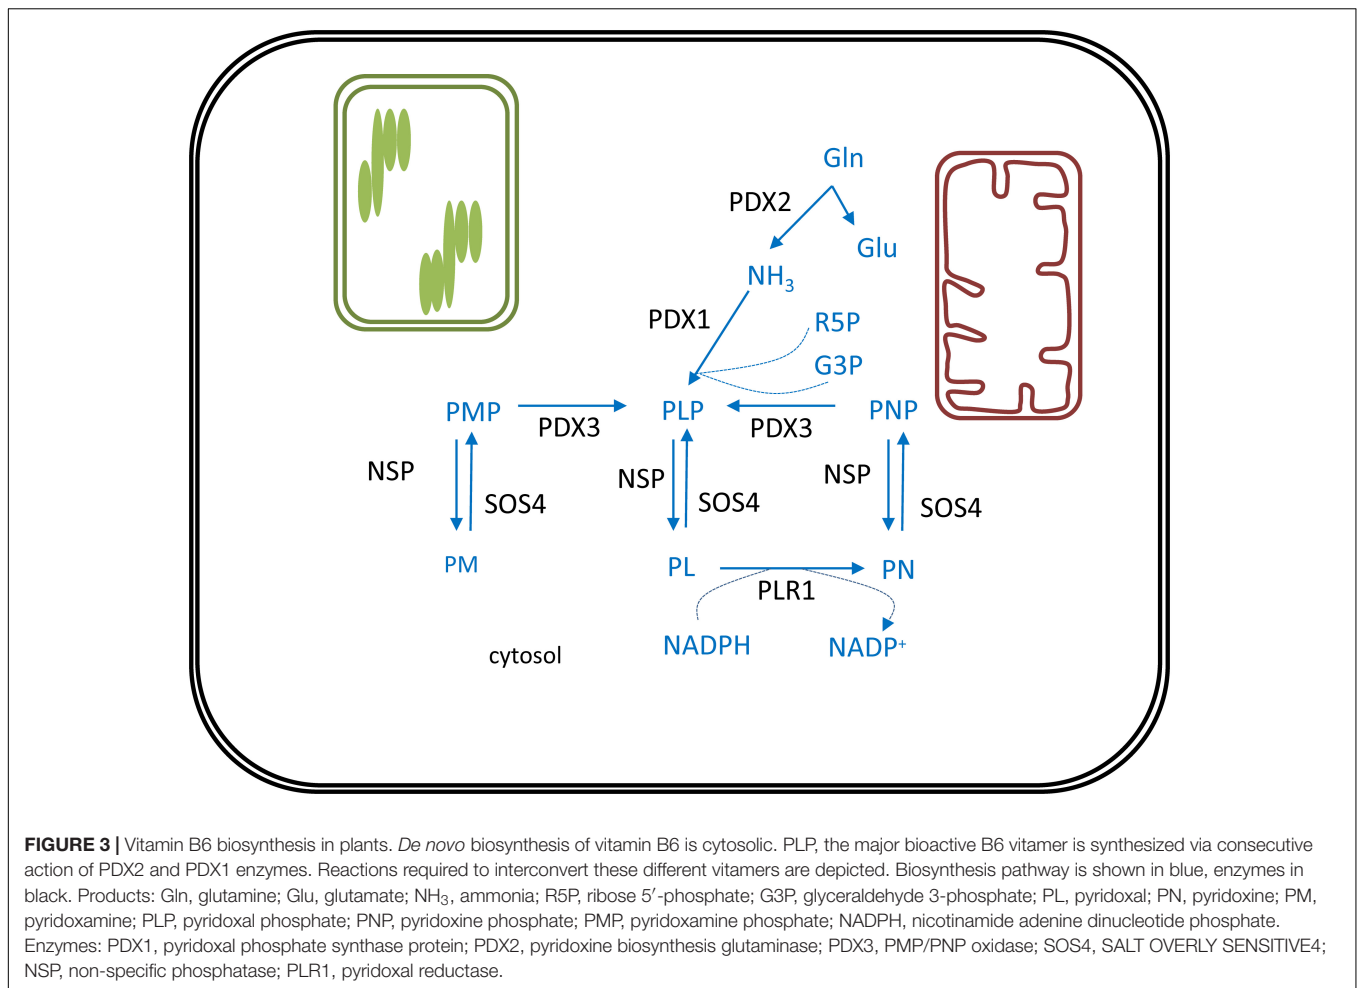 Gln
PDX2
Glu
NH₃
PDX1
R5P
G3P
PMP
PDX3
PLP
PDX3
PNP
NSP
SOS4
NSP
SOS4
NSP
SOS4
PM
PL
PLR1
PN
NADPH
NADP⁺
cytosol
FIGURE 3 | Vitamin B6 biosynthesis in plants. De novo biosynthesis of vitamin B6 is cytosolic. PLP, the major bioactive B6 vitamer is synthesized via consecutive
action of PDX2 and PDX1 enzymes. Reactions required to interconvert these different vitamers are depicted. Biosynthesis pathway is shown in blue, enzymes in
black. Products: Gln, glutamine; Glu, glutamate; NH₃, ammonia; R5P, ribose 5′-phosphate; G3P, glyceraldehyde 3-phosphate; PL, pyridoxal; PN, pyridoxine; PM,
pyridoxamine; PLP, pyridoxal phosphate; PNP, pyridoxine phosphate; PMP, pyridoxamine phosphate; NADPH, nicotinamide adenine dinucleotide phosphate.
Enzymes: PDX1, pyridoxal phosphate synthase protein; PDX2, pyridoxine biosynthesis glutaminase; PDX3, PMP/PNP oxidase; SOS4, SALT OVERLY SENSITIVE4;
NSP, non-specific phosphatase; PLR1, pyridoxal reductase.